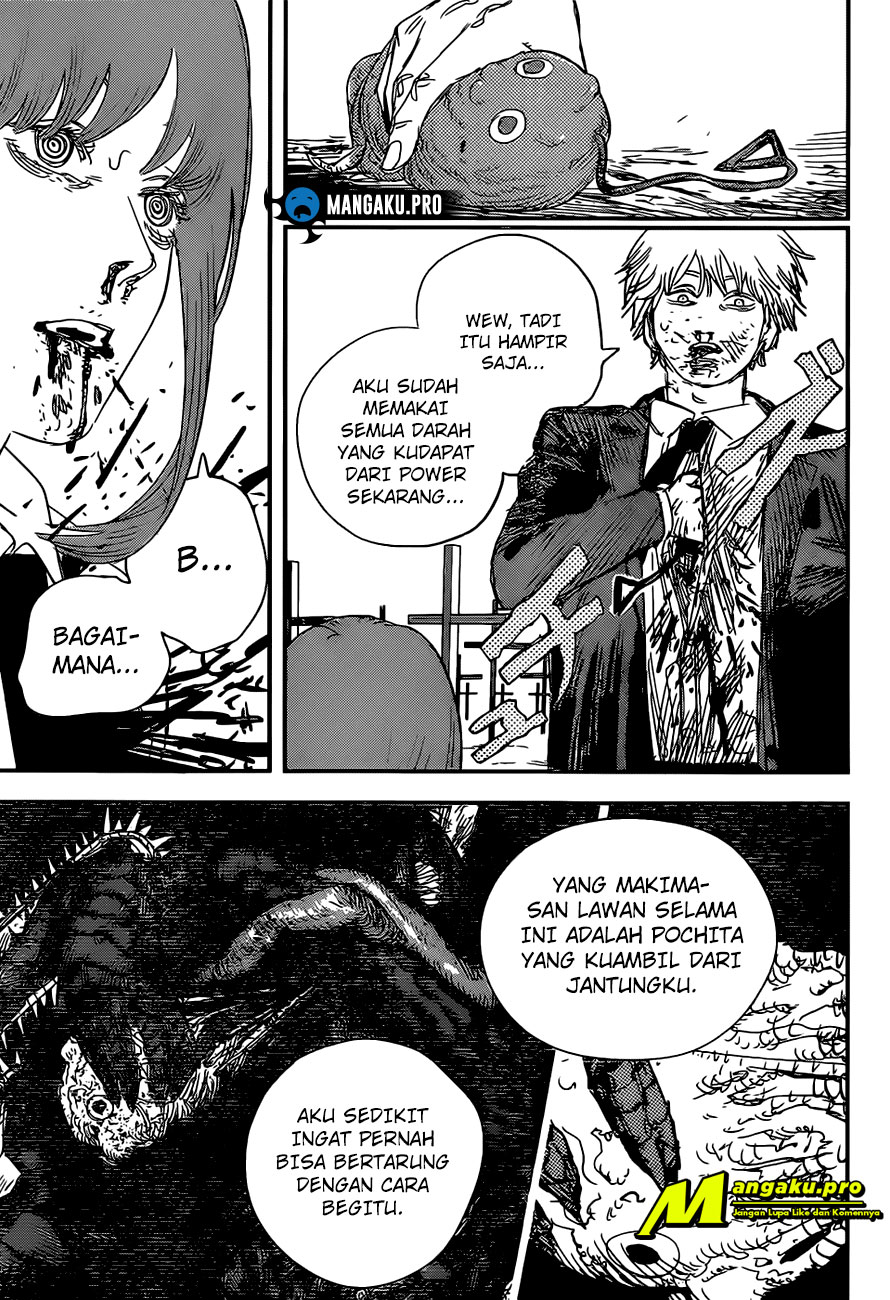 MANGAKU.PRO
WEW, TADI
ITU HAMPIR
SAJA...
AKU SUDAH
MEMAKAI
SEMUA DARAH
YANG KUDAPAT
DARI POWER
SEKARANG...
B...
BAGAI-
MANA...
YANG MAKIMA-
SAN LAWAN SELAMA
INI ADALAH POCHITA
YANG KUAMBIL DARI
JANTUNGKU.
AKU SEDIKIT
INGAT PERNAH
BISA BERTARUNG
DENGAN CARA
BEGITU.
Mangaku.pro
Jangan Lupa Like dan Komennya